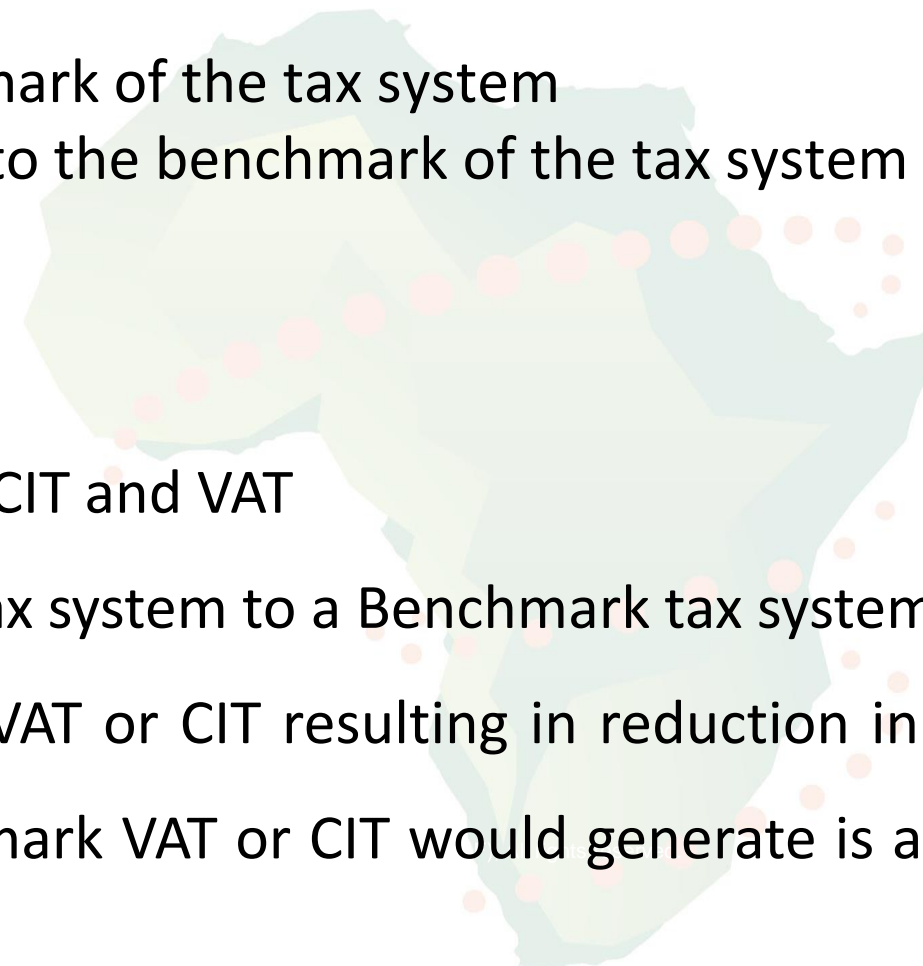 mark of the tax system
to the benchmark of the tax system
CIT and VAT
ax system to a Benchmark tax system
VAT or CIT resulting in reduction in
mark VAT or CIT would generate is a